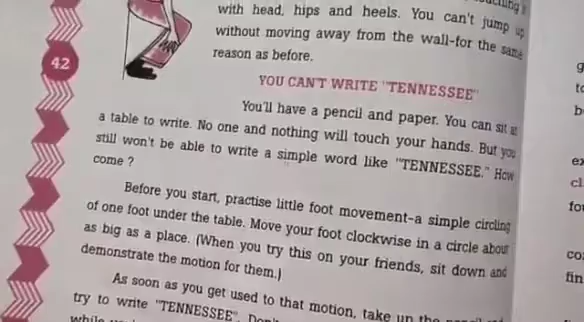 with head, hips and heels. You can't jump up
without moving away from the wall-for the same
reason as before.
42
YOU CAN'T WRITE "TENNESSEE"
You'll have a pencil and paper. You can sit at
a table to write. No one and nothing will touch your hands. But you
still won't be able to write a simple word like "TENNESSEE." How
come ?
Before you start, practise little foot movement-a simple circling
of one foot under the table. Move your foot clockwise in a circle about
as big as a place. (When you try this on your friends, sit down and
demonstrate the motion for them.)
As soon as you get used to that motion, take up the
try to write "TENNESSEE".
while